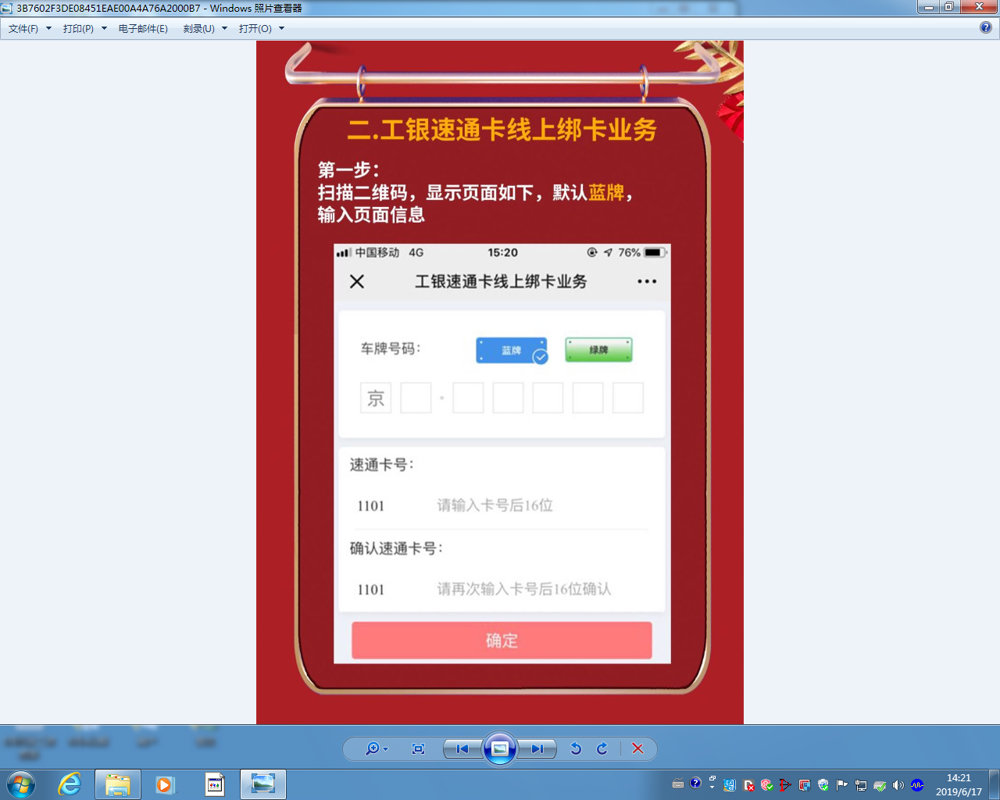 3B7602F3DE08451EAE00A4A76A2000B7 - Windows 照片查看器
文件(F) 打印(P) 电子邮件(E) 刻录(U) 打开(O)
二.工银速通卡线上绑卡业务
第一步：
扫描二维码，显示页面如下，默认蓝牌，
输入页面信息
中国移动 4G 15:20 76%
工银速通卡线上绑卡业务
车牌号码： 蓝牌 绿牌
京
速通卡号：
1101 请输入卡号后16位
确认速通卡号：
1101 请再次输入卡号后16位确认
确定
14:21
2019/6/17